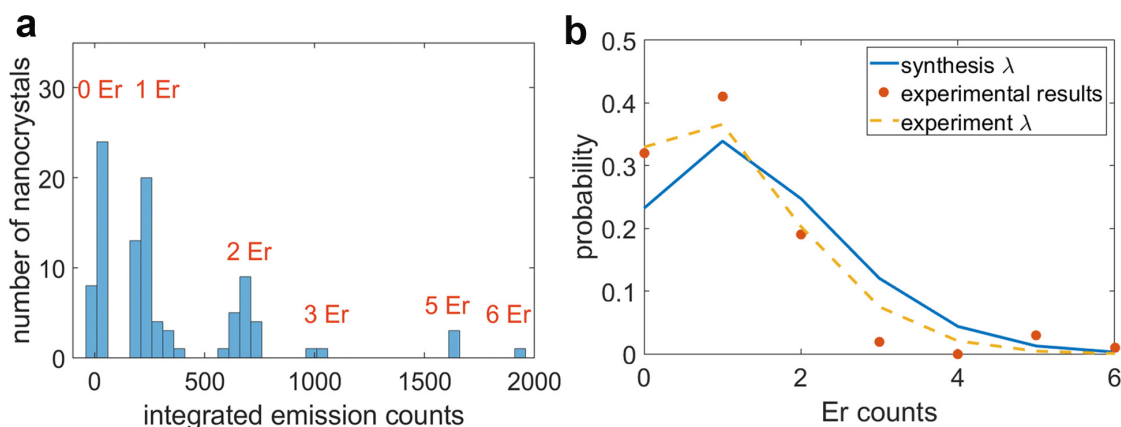 a
number of nanocrystals
30
20
10
0
0 Er
1 Er
2 Er
3 Er
5 Er
6 Er
0
500
1000
1500
2000
integrated emission counts
b
probability
0.5
0.4
0.3
0.2
0.1
0
synthesis λ
experimental results
experiment λ
0
2
4
6
Er counts